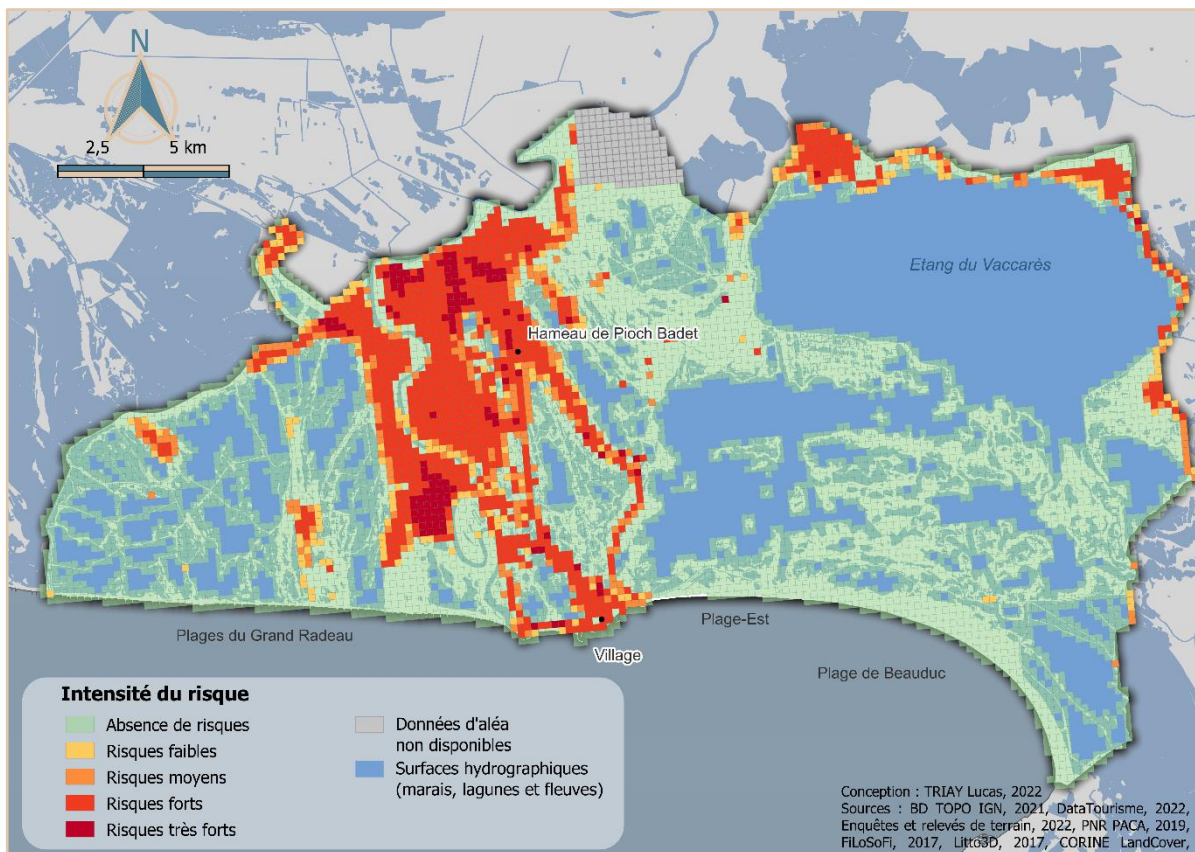 N
2,5 5 km
Etang du Vaccarès
Hameau de Pioch Badet
Plages du Grand Radeau
Plage-Est
Village
Plage de Beauduc
Intensité du risque
Absence de risques
Risques faibles
Risques moyens
Risques forts
Risques très forts
Données d'aléa
non disponibles
Surfaces hydrographiques
(marais, lagunes et fleuves)
Conception : TRIAY Lucas, 2022
Sources : BD TOPO IGN, 2021, DataTourisme, 2022,
Enquêtes et relevés de terrain, 2022, PNR PACA, 2019,
FiLoSoFi, 2017, Litto3D, 2017, CORINE LandCover,